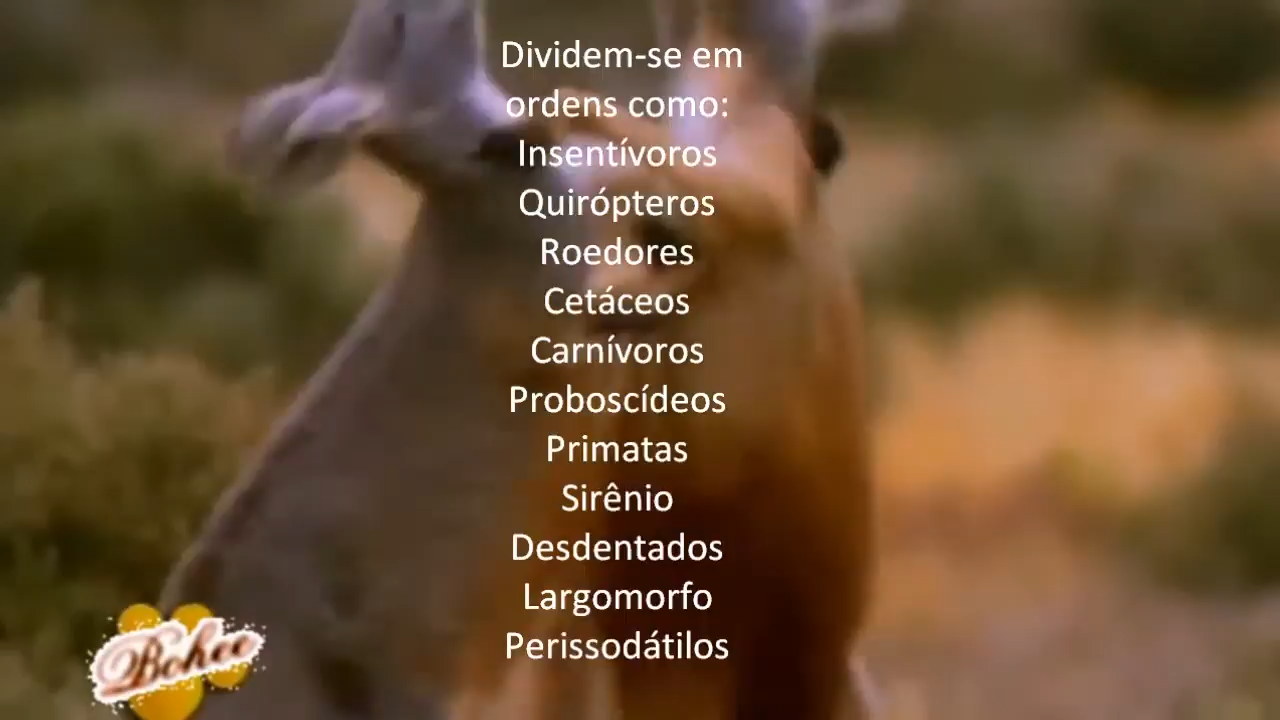 Dividem-se em
ordens como:
Insentívoros
Quirópteros
Roedores
Cetáceos
Carnívoros
Proboscídeos
Primatas
Sirênio
Desdentados
Largomorfo
Perissodátilos
Bohee